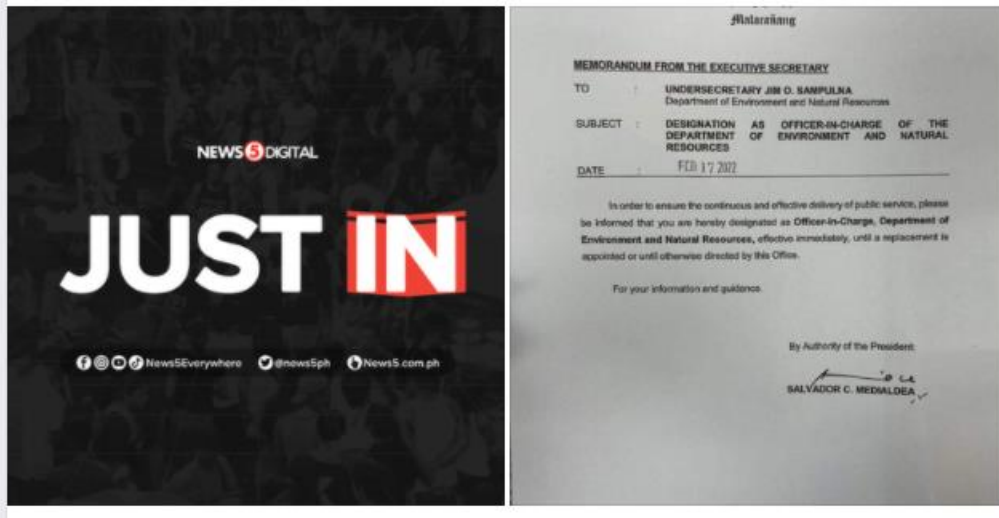 NEWS5 DIGITAL
JUST IN
News5Everywhere @news5ph News5.com.ph
Malacañang
MEMORANDUM FROM THE EXECUTIVE SECRETARY
TO : UNDERSECRETARY JIM O. SAMPULNA
Department of Environment and Natural Resources
SUBJECT : DESIGNATION AS OFFICER-IN-CHARGE OF THE
DEPARTMENT OF ENVIRONMENT AND NATURAL
RESOURCES
DATE : FEB 17 2022
In order to ensure the continuous and effective delivery of public service, please
be informed that you are hereby designated as Officer-in-Charge, Department of
Environment and Natural Resources, effective immediately, until a replacement is
appointed or until otherwise directed by this Office.
For your information and guidance.
By Authority of the President:
SALVADOR C. MEDIALDEA